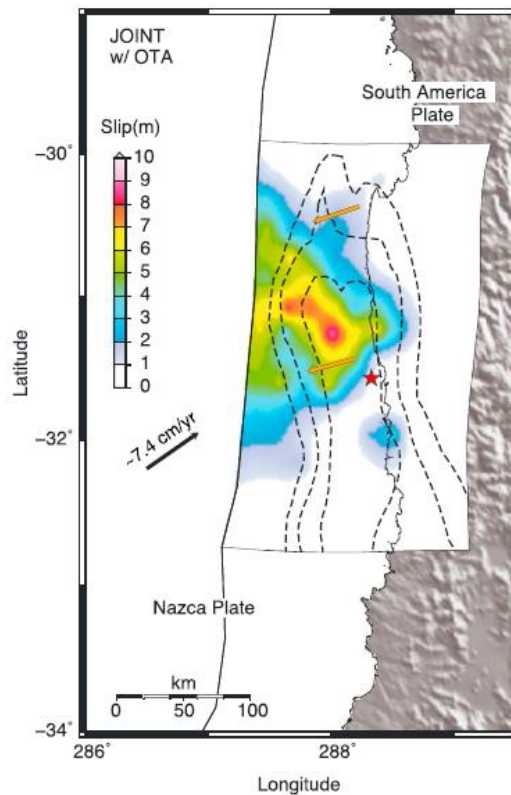 JOINT
w/ OTA
South America
Plate
Slip(m)
10
9
8
7
6
5
4
3
2
1
0
−30˚
−32˚
−34˚
Latitude
~7.4 cm/yr
Nazca Plate
km
0 50 100
286˚ 288˚
Longitude